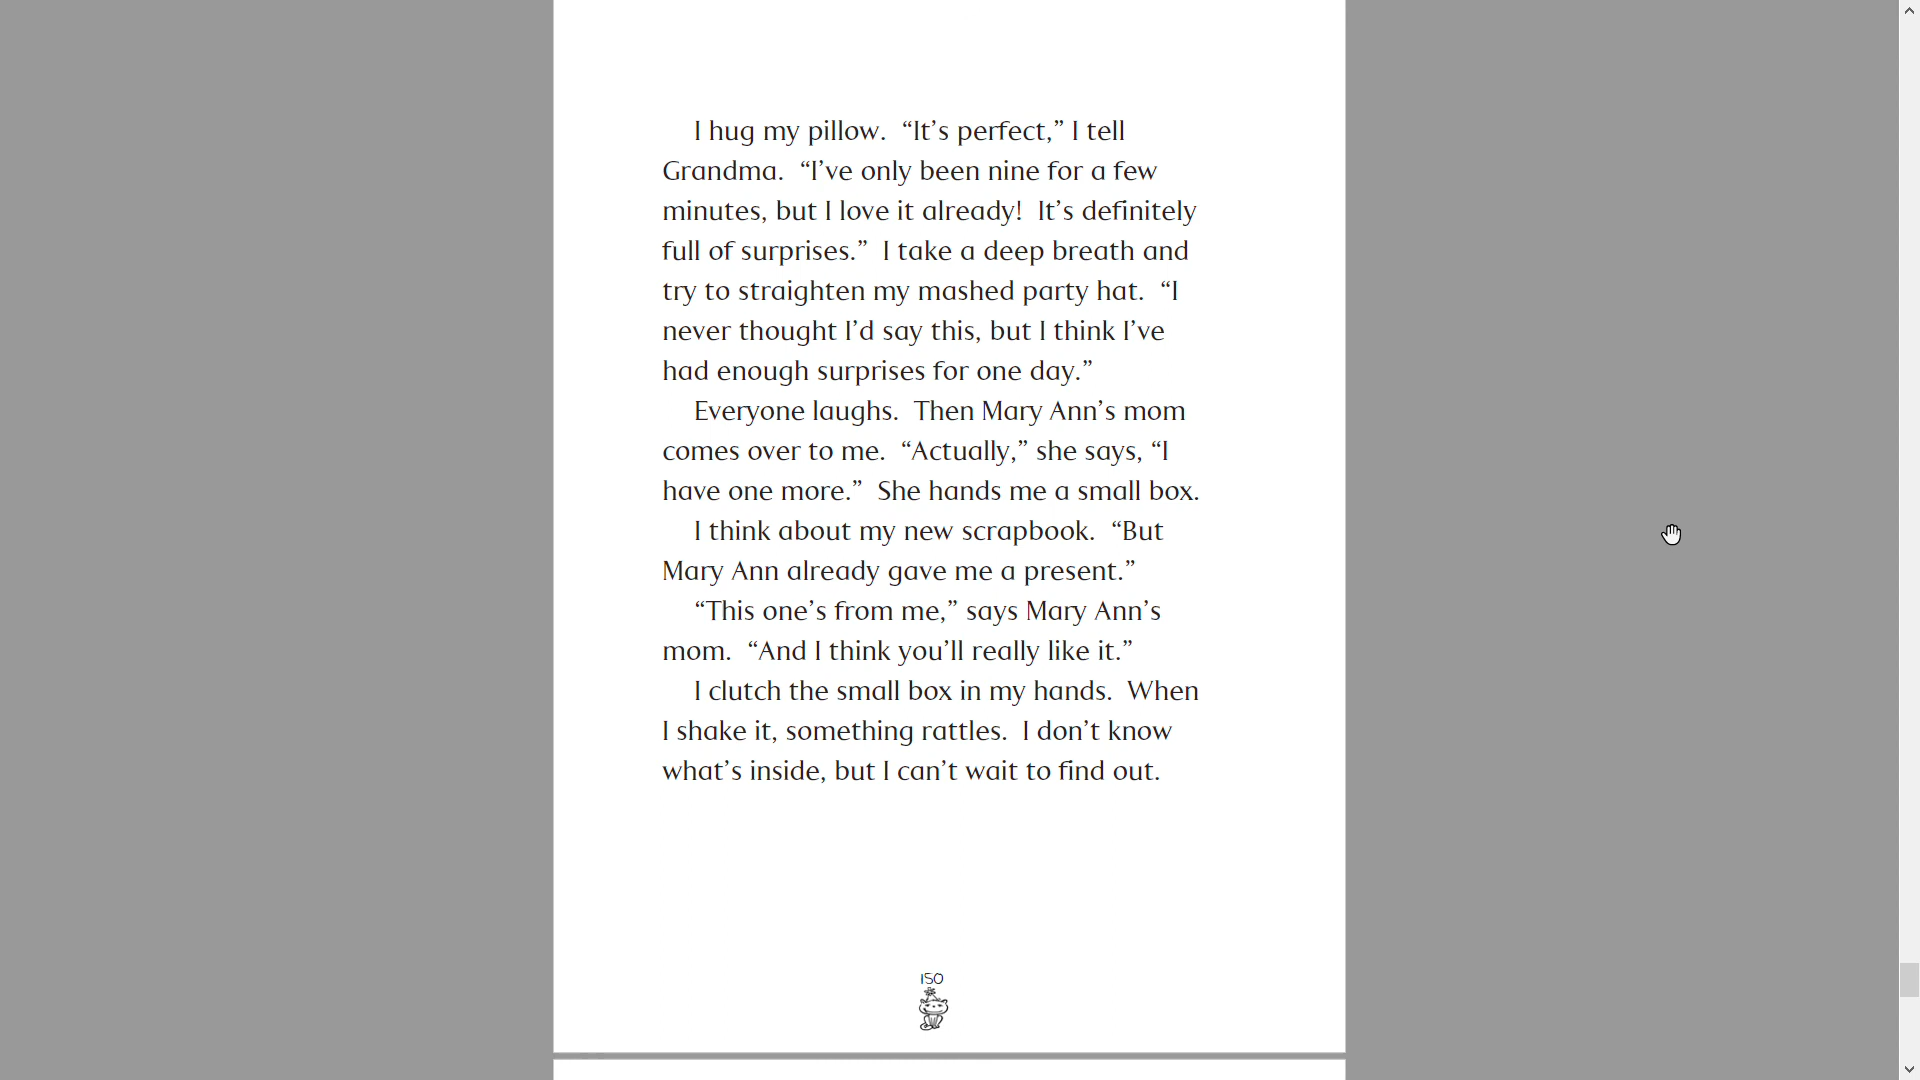 I hug my pillow.  “It’s perfect,” I tell
Grandma.  “I’ve only been nine for a few
minutes, but I love it already!  It’s definitely
full of surprises.”  I take a deep breath and
try to straighten my mashed party hat.  “I
never thought I’d say this, but I think I’ve
had enough surprises for one day.”
Everyone laughs.  Then Mary Ann’s mom
comes over to me.  “Actually,” she says, “I
have one more.”  She hands me a small box.
I think about my new scrapbook.  “But
Mary Ann already gave me a present.”
“This one’s from me,” says Mary Ann’s
mom.  “And I think you’ll really like it.”
I clutch the small box in my hands.  When
I shake it, something rattles.  I don’t know
what’s inside, but I can’t wait to find out.
150